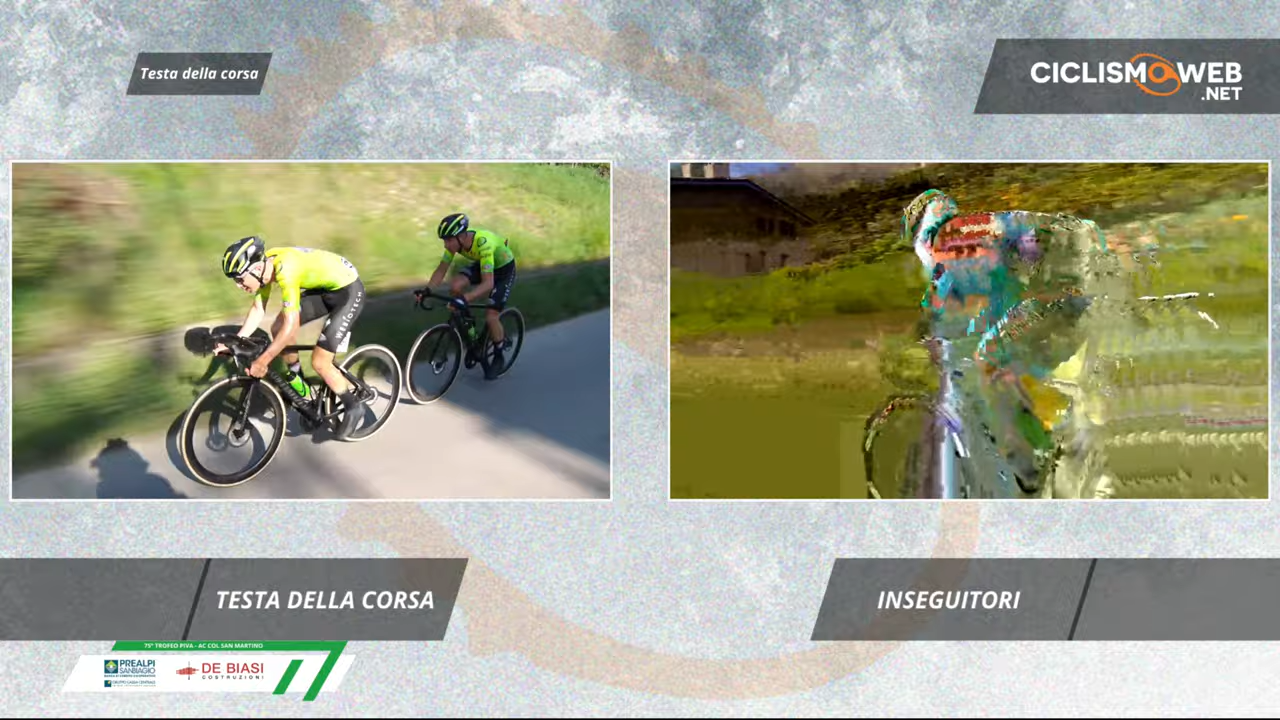 Testa della corsa
CICLISMOWEB
.NET
TESTA DELLA CORSA
INSEGUITORI
75° TROFEO PIVA - AC COL SAN MARTINO
PREALPI
SANBIAGIO
DE BIASI
COSTRUZIONI